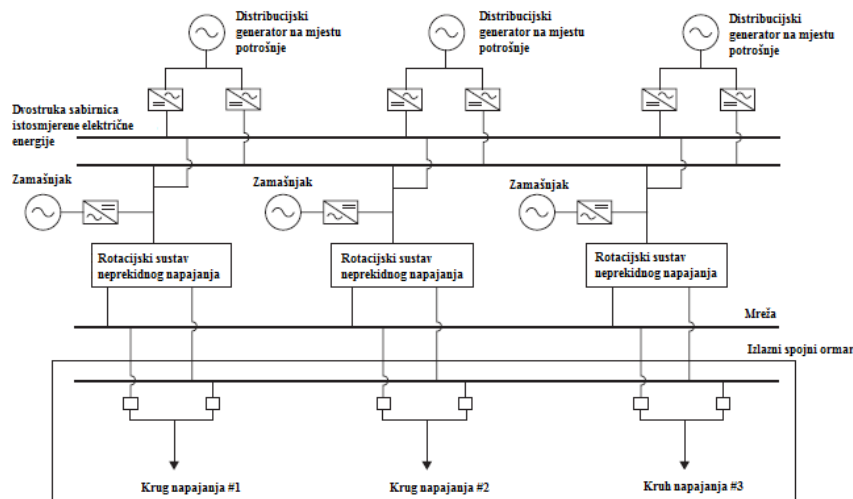 Distribucijski
generator na mjestu
potrošnje
Distribucijski
generator na mjestu
potrošnje
Distribucijski
generator na mjestu
potrošnje
Dvostruka sabirnica
istosmjerene električne
energije
Zamašnjak
Zamašnjak
Zamašnjak
Rotacijski sustav
neprekidnog napajanja
Rotacijski sustav
neprekidnog napajanja
Rotacijski sustav
neprekidnog napajanja
Mreža
Izlazni spojni ormar
Krug napajanja #1
Krug napajanja #2
Kruh napajanja #3